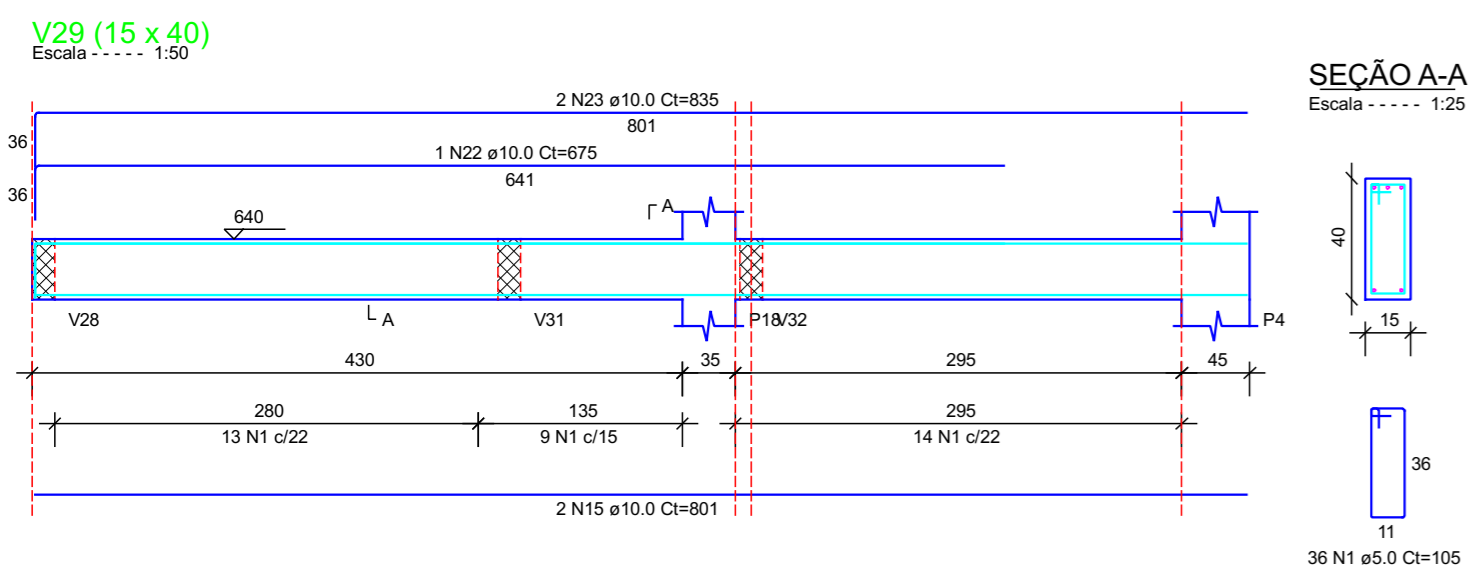 V29 (15 x 40)
Escala - - - - - 1:50
SEÇÃO A-A
Escala - - - - - 1:25
2 N23 ø10.0 Ct=835
801
36
1 N22 ø10.0 Ct=675
641
36
640
A
A
V28
V31
P18
V32
P4
40
15
430
35
295
45
280
135
295
13 N1 c/22
9 N1 c/15
14 N1 c/22
2 N15 ø10.0 Ct=801
36
11
36 N1 ø5.0 Ct=105